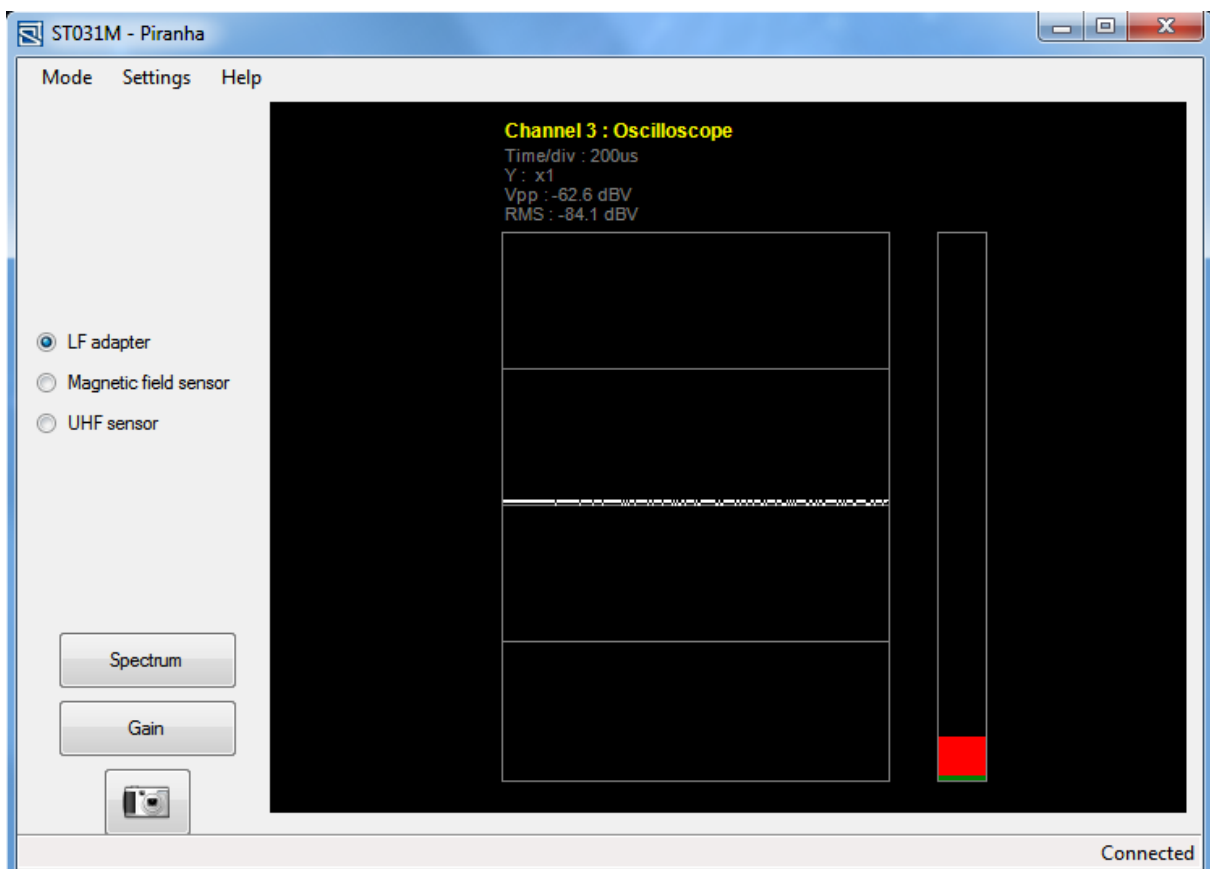 ST031M - Piranha
Mode Settings Help
Channel 3 : Oscilloscope
Time/div : 200us
Y : x1
Vpp : -62.6 dBV
RMS : -84.1 dBV
LF adapter
Magnetic field sensor
UHF sensor
Spectrum
Gain
Connected